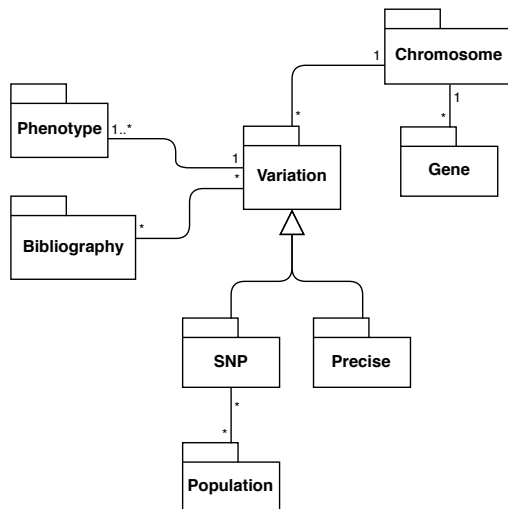 Chromosome
1
1
Phenotype
1..*
*
*
Gene
1
Variation
*
Bibliography
*
SNP
Precise
*
*
Population